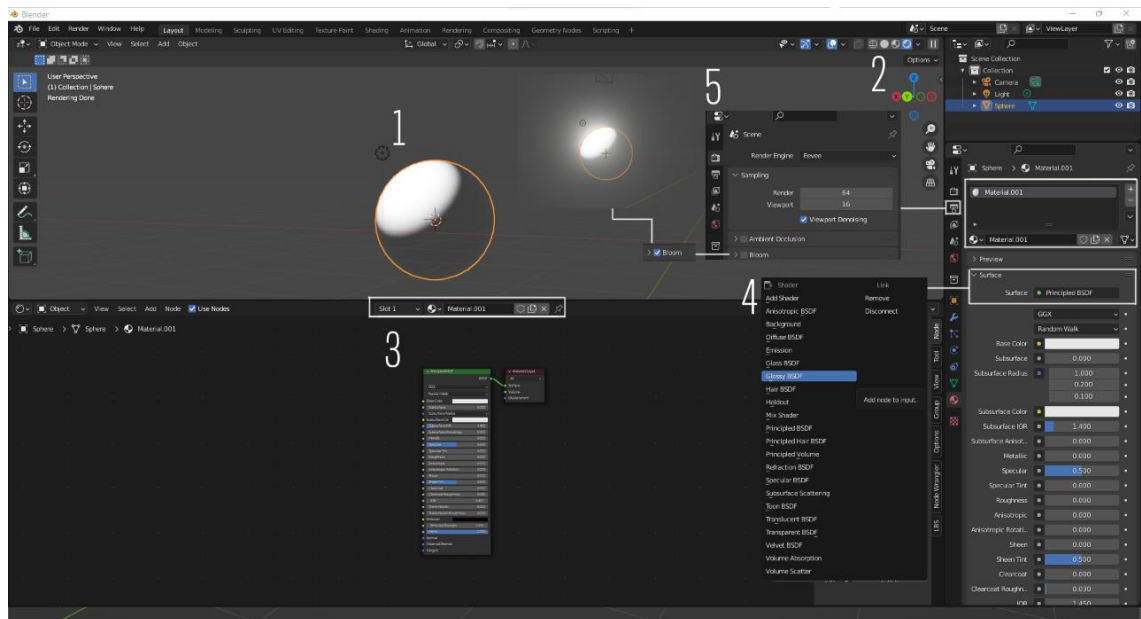 Blender
File Edit Render Window Help Layout Modeling Sculpting UV Editing Texture Paint Shading Animation Rendering Compositing Geometry Nodes Scripting + Scene ViewLayer
Object Mode View Select Add Object Global
Options
User Perspective
(1) Collection | Sphere
Rendering Done
1
2
5
Scene
Render Engine Eevee
Sampling
Render 64
Viewport 16
Viewport Denoising
Ambient Occlusion
Bloom
Bloom
Scene Collection
Collection
Camera
Light
Sphere
Sphere > Material.001
Material.001
Material.001
Preview
Surface
Surface Principled BSDF
GGX
Random Walk
Base Color
Subsurface 0.000
Subsurface Radius 1.000
0.200
0.100
Subsurface Color
Subsurface IOR 1.400
Subsurface Anisot.. 0.000
Metallic 0.000
Specular 0.500
Specular Tint 0.000
Roughness 0.000
Anisotropic 0.000
Anisotropic Rotati.. 0.000
Sheen 0.000
Sheen Tint 0.500
Clearcoat 0.000
Clearcoat Roughn.. 0.030
IOR 1.450
Object View Select Add Node Use Nodes Slot 1 Material.001
Sphere > Sphere > Material.001
3
4
Shader Link
Add Shader Remove
Anisotropic BSDF Disconnect
Background
Diffuse BSDF
Emission
Glass BSDF
Glossy BSDF
Hair BSDF
Holdout
Add node to input.
Mix Shader
Principled BSDF
Principled Hair BSDF
Principled Volume
Refraction BSDF
Specular BSDF
Subsurface Scattering
Toon BSDF
Translucent BSDF
Transparent BSDF
Velvet BSDF
Volume Absorption
Volume Scatter
Node
Tool
View
Group
Options
Node Wrangler
LBS